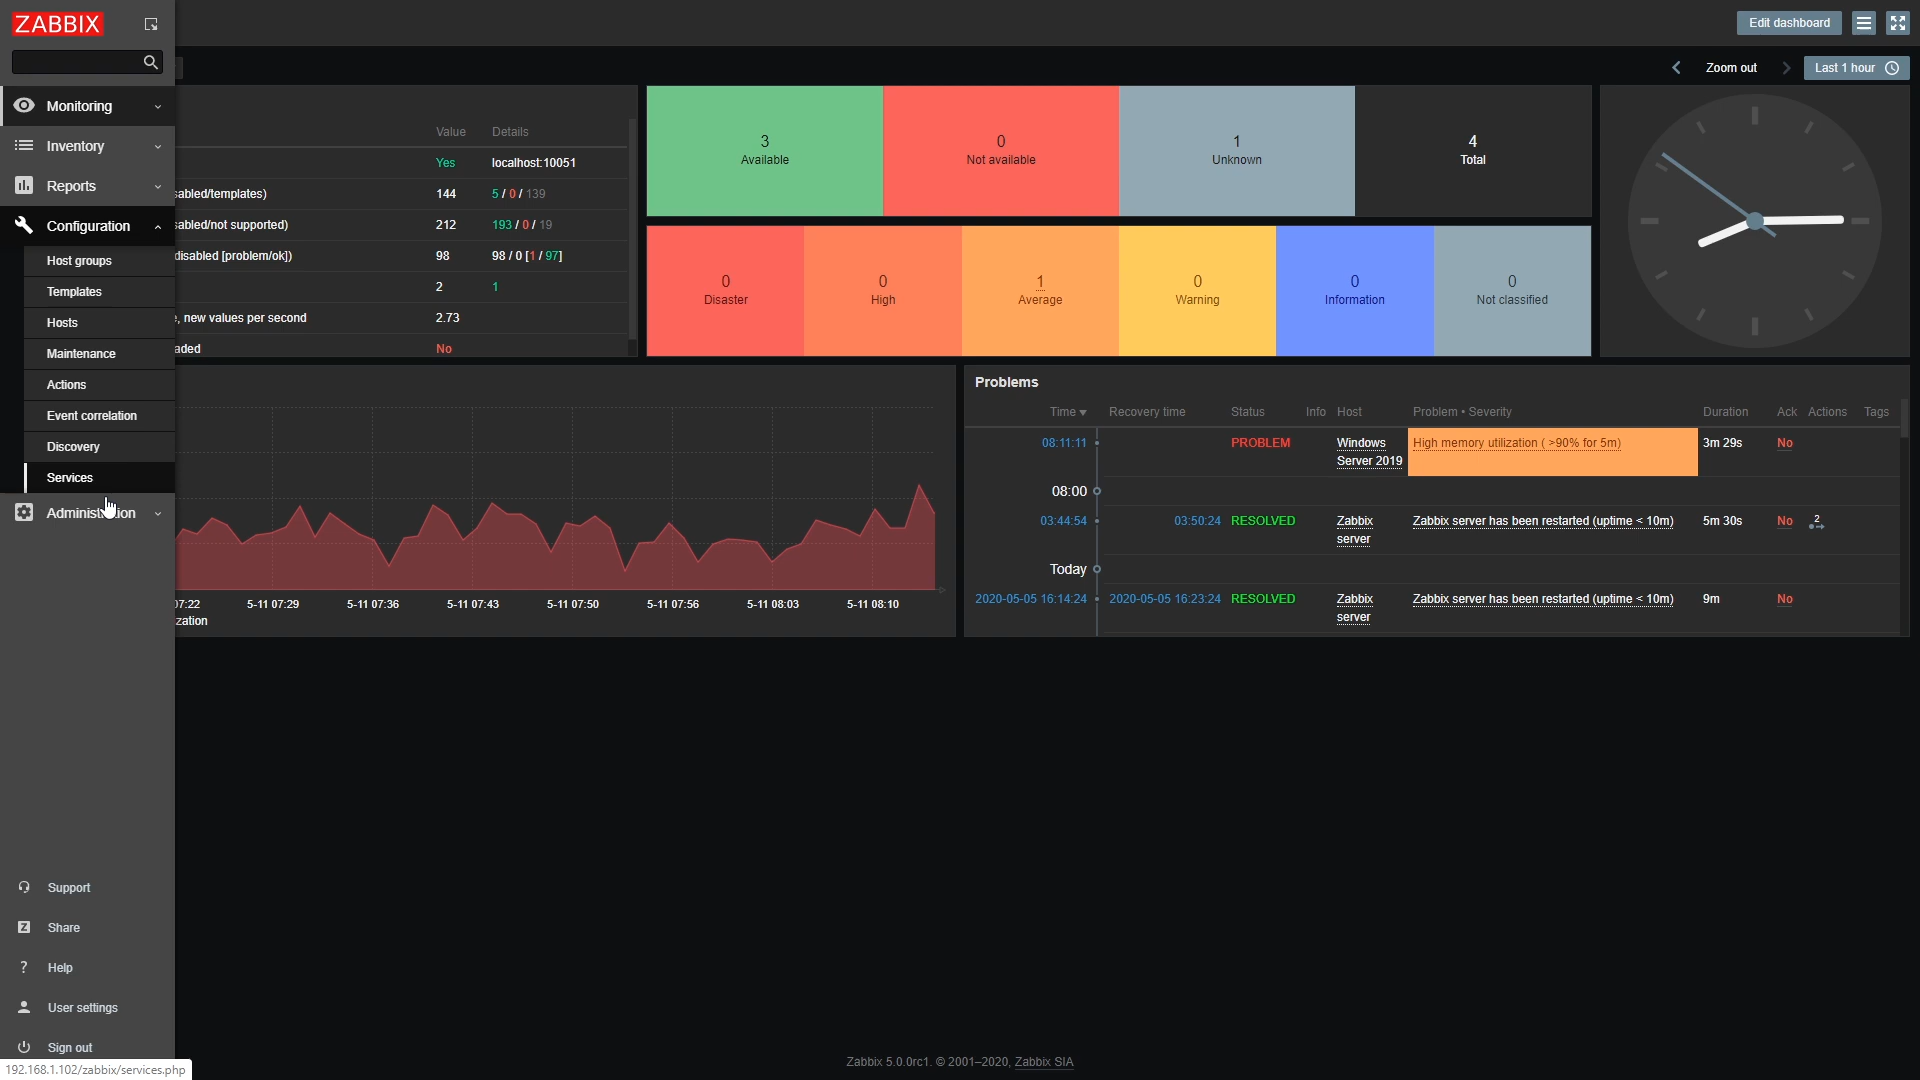 ZABBIX
Edit dashboard
Zoom out
Last 1 hour
Monitoring
Inventory
Reports
Configuration
Host groups
Templates
Hosts
Maintenance
Actions
Event correlation
Discovery
Services
Administration
Support
Share
Help
User settings
Sign out
192.168.1.102/zabbix/services.php
Value Details
Yes localhost:10051
sabled/templates) 144 5 / 0 / 139
sabled/not supported) 212 193 / 0 / 19
disabled [problem/ok]) 98 98 / 0 [1 / 97]
2 1
, new values per second 2.73
aded No
3
Available
0
Not available
1
Unknown
4
Total
0
Disaster
0
High
1
Average
0
Warning
0
Information
0
Not classified
07:22 5-11 07:29 5-11 07:36 5-11 07:43 5-11 07:50 5-11 07:56 5-11 08:03 5-11 08:10
zation
Problems
Time Recovery time Status Info Host Problem • Severity Duration Ack Actions Tags
08:11:11 PROBLEM Windows Server 2019 High memory utilization ( >90% for 5m) 3m 29s No
08:00
03:44:54 03:50:24 RESOLVED Zabbix server Zabbix server has been restarted (uptime < 10m) 5m 30s No 2
Today
2020-05-05 16:14:24 2020-05-05 16:23:24 RESOLVED Zabbix server Zabbix server has been restarted (uptime < 10m) 9m No
Zabbix 5.0.0rc1. © 2001–2020, Zabbix SIA